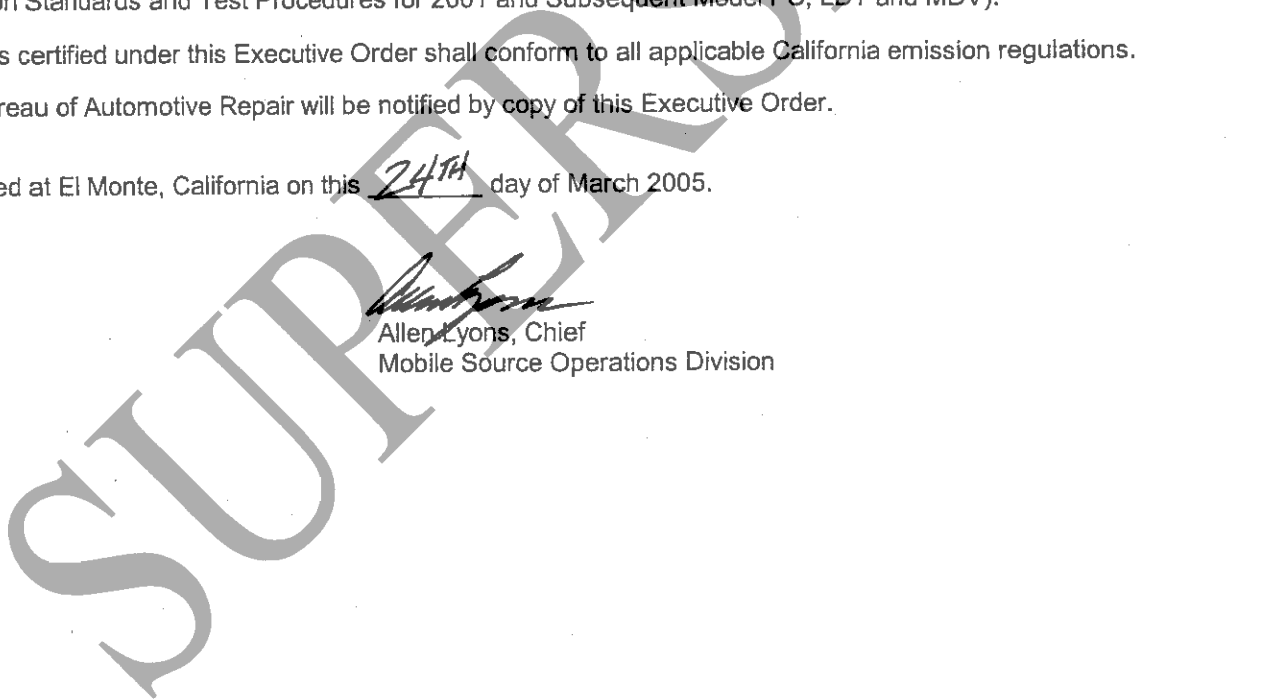 n Standards and Test Procedures for 2001 and Subsequent Model PC, LDT and MDV).
s certified under this Executive Order shall conform to all applicable California emission regulations.
reau of Automotive Repair will be notified by copy of this Executive Order.
ed at El Monte, California on this 24TH day of March 2005.
Allen Lyons
Allen Lyons, Chief
Mobile Source Operations Division
SUPERS